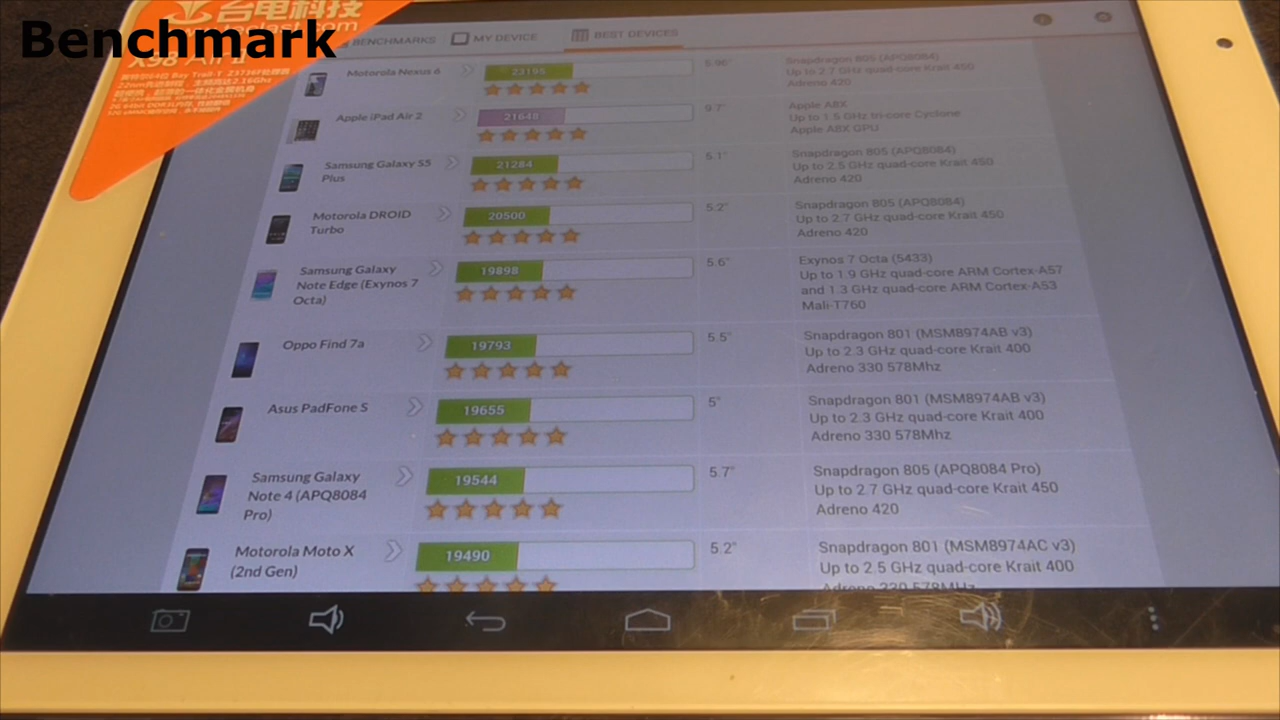 Benchmark
台电科技
www.teclast.com
X98 Air II
BENCHMARKS
MY DEVICE
BEST DEVICES
Motorola Nexus 6
23195
5.96"
Snapdragon 805 (APQ8084)
Up to 2.7 GHz quad-core Krait 450
Adreno 420
Apple iPad Air 2
21648
9.7"
Apple A8X
Up to 1.5 GHz tri-core Cyclone
Apple A8X GPU
Samsung Galaxy S5
Plus
21284
5.1"
Snapdragon 805 (APQ8084)
Up to 2.5 GHz quad-core Krait 450
Adreno 420
Motorola DROID
Turbo
20500
5.2"
Snapdragon 805 (APQ8084)
Up to 2.7 GHz quad-core Krait 450
Adreno 420
Samsung Galaxy
Note Edge (Exynos 7
Octa)
19898
5.6"
Exynos 7 Octa (5433)
Up to 1.9 GHz quad-core ARM Cortex-A57
and 1.3 GHz quad-core ARM Cortex-A53
Mali-T760
Oppo Find 7a
19793
5.5"
Snapdragon 801 (MSM8974AB v3)
Up to 2.3 GHz quad-core Krait 400
Adreno 330 578Mhz
Asus PadFone S
19655
5"
Snapdragon 801 (MSM8974AB v3)
Up to 2.3 GHz quad-core Krait 400
Adreno 330 578Mhz
Samsung Galaxy
Note 4 (APQ8084
Pro)
19544
5.7"
Snapdragon 805 (APQ8084 Pro)
Up to 2.7 GHz quad-core Krait 450
Adreno 420
Motorola Moto X
(2nd Gen)
19490
5.2"
Snapdragon 801 (MSM8974AC v3)
Up to 2.5 GHz quad-core Krait 400
Adreno 330 578Mhz